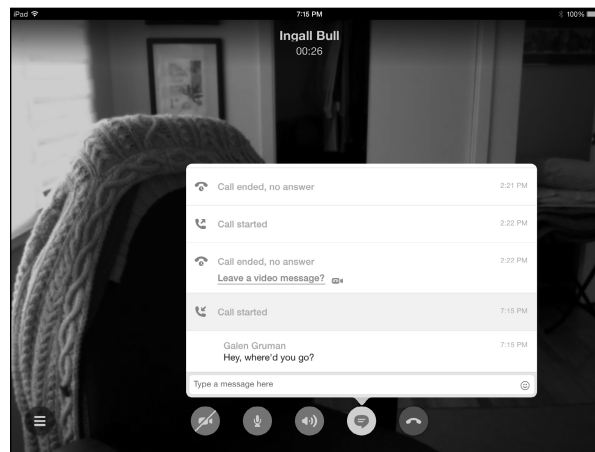 iPad 7:15 PM 100%
Ingall Bull
00:26
Call ended, no answer 2:21 PM
Call started 2:22 PM
Call ended, no answer 2:22 PM
Leave a video message?
Call started 7:15 PM
Galen Gruman 7:15 PM
Hey, where'd you go?
Type a message here